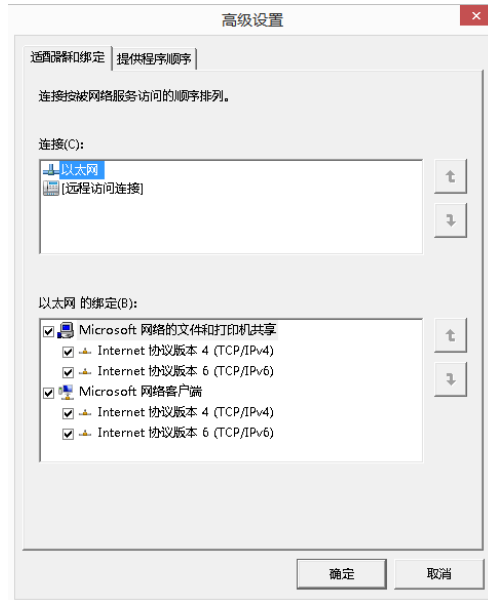 高级设置
适配器和绑定 提供程序顺序
连接按被网络服务访问的顺序排列。
连接(C):
以太网
[远程访问连接]
以太网 的绑定(B):
Microsoft 网络的文件和打印机共享
Internet 协议版本 4 (TCP/IPv4)
Internet 协议版本 6 (TCP/IPv6)
Microsoft 网络客户端
Internet 协议版本 4 (TCP/IPv4)
Internet 协议版本 6 (TCP/IPv6)
确定 取消